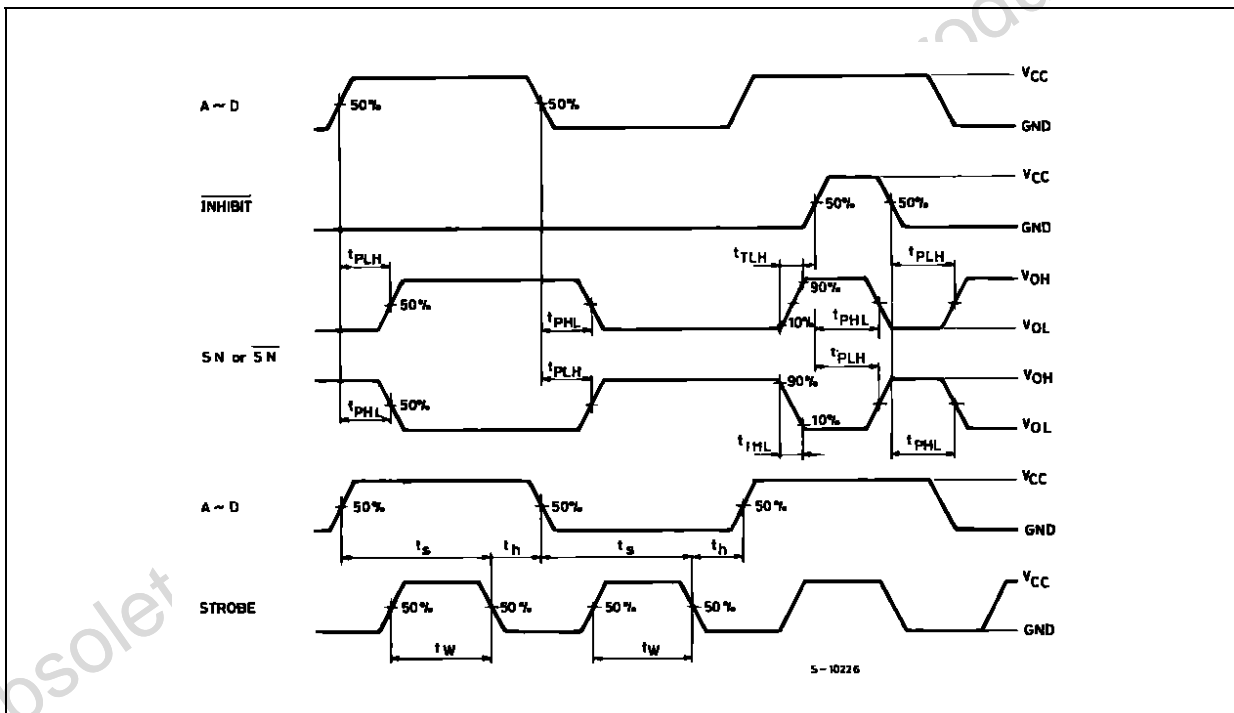 roduc
VCC
A ~ D 50% 50%
GND
VCC
INHIBIT 50% 50%
GND
tPLH tTLH tPLH
VOH
50% 90%
tPHL 10% tPHL VOL
SN or SN
tPLH tPLH
90% VOH
tPHL 50%
10% VOL
tTHL tPHL
VCC
A ~ D 50% 50% 50%
GND
ts th ts th
VCC
STROBE 50% 50% 50% 50%
GND
tW tW
S-10226
bsolet